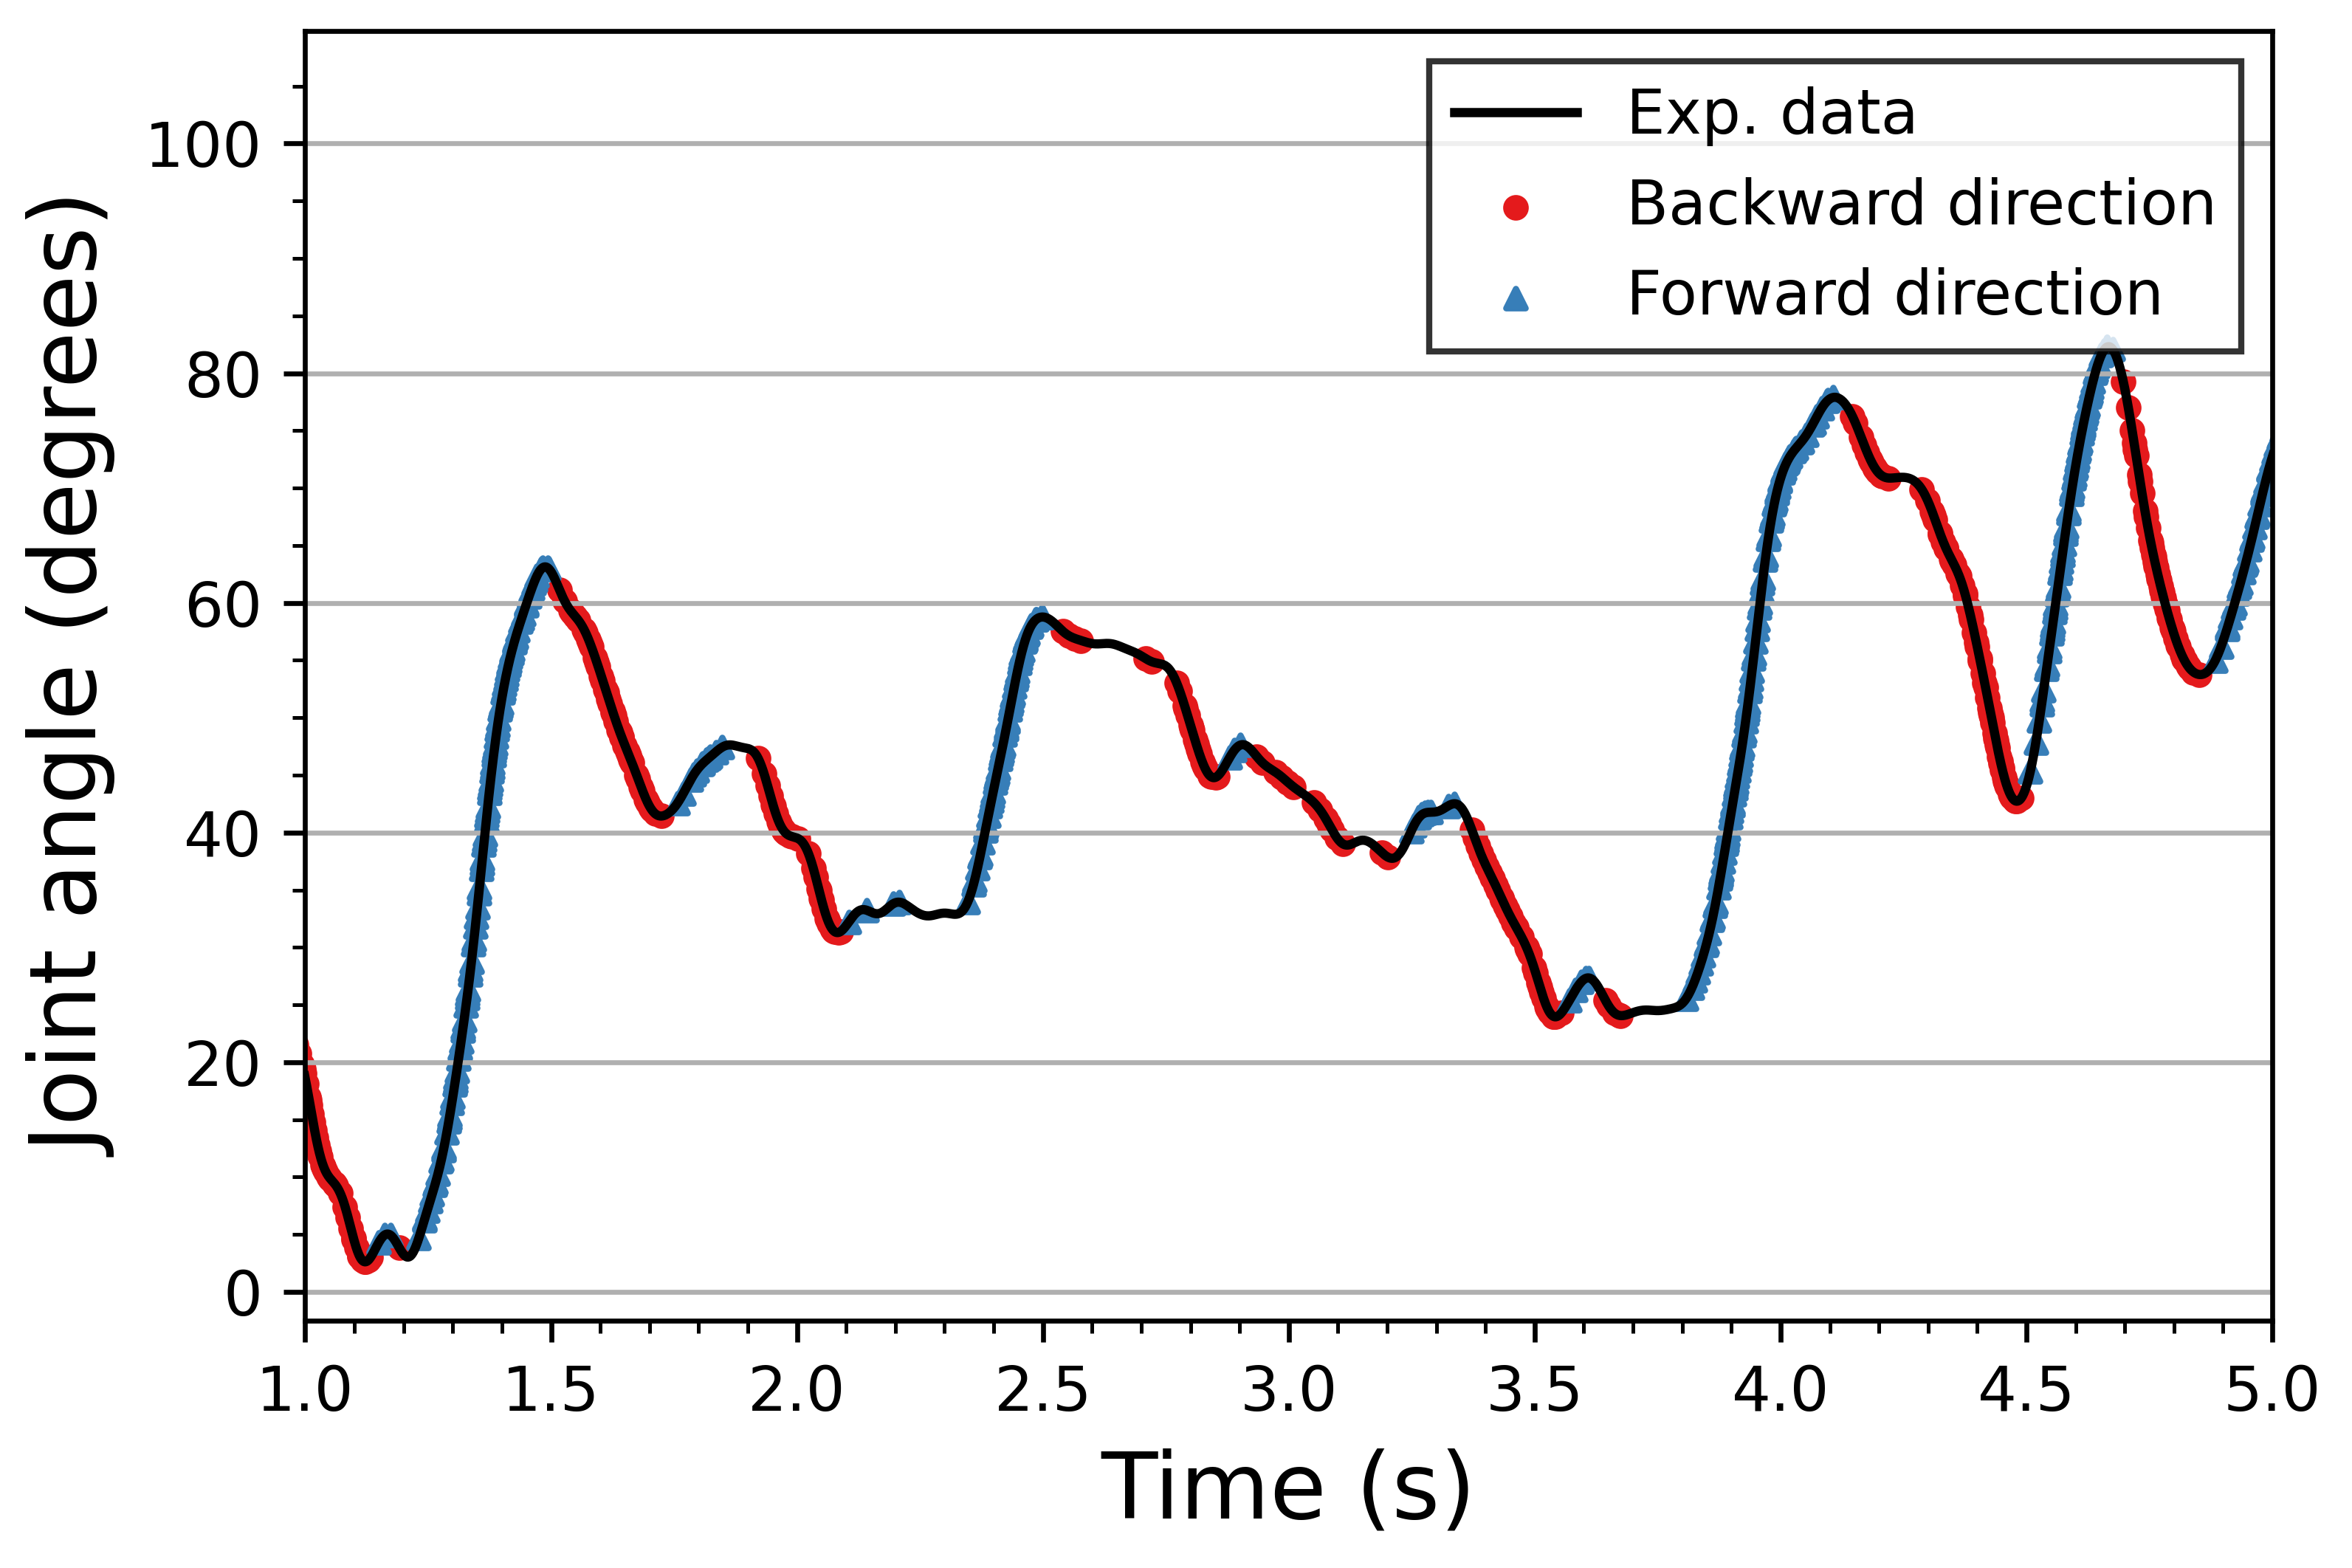 Exp. data
Backward direction
Forward direction
100
80
60
40
20
0
Joint angle (degrees)
1.0 1.5 2.0 2.5 3.0 3.5 4.0 4.5 5.0
Time (s)